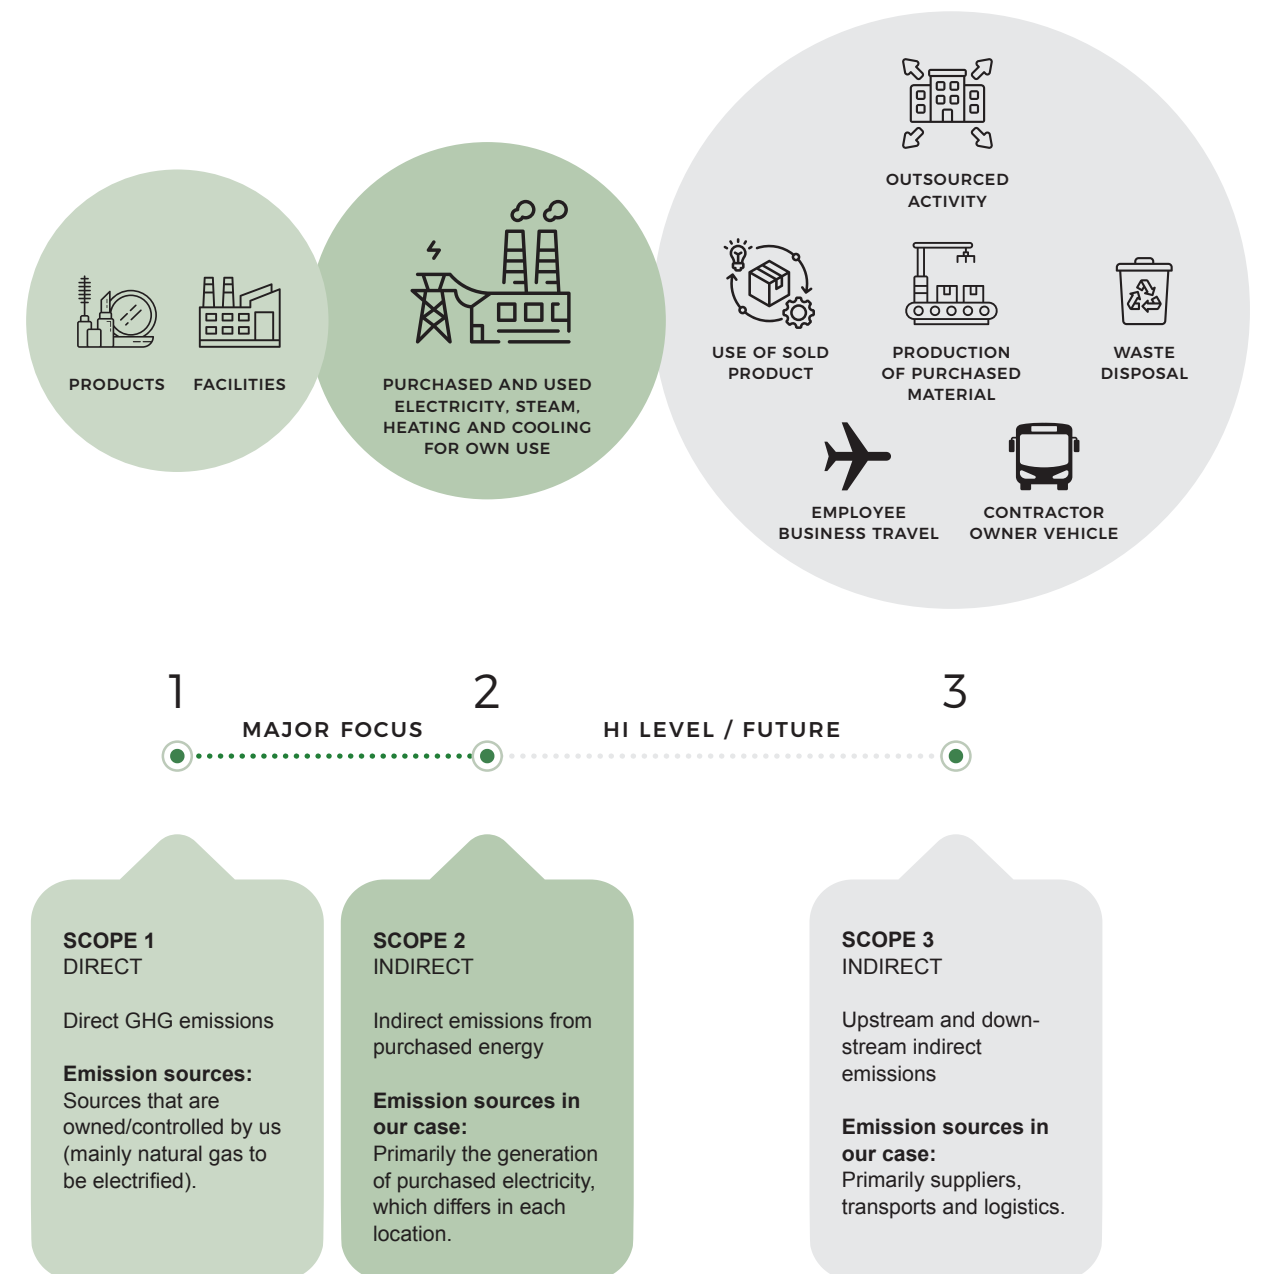 OUTSOURCED
ACTIVITY
USE OF SOLD
PRODUCT
PRODUCTION
OF PURCHASED
MATERIAL
WASTE
DISPOSAL
PRODUCTS
FACILITIES
PURCHASED AND USED
ELECTRICITY, STEAM,
HEATING AND COOLING
FOR OWN USE
EMPLOYEE
BUSINESS TRAVEL
CONTRACTOR
OWNER VEHICLE
1
2
3
MAJOR FOCUS
HI LEVEL / FUTURE
SCOPE 1
DIRECT
Direct GHG emissions
Emission sources:
Sources that are
owned/controlled by us
(mainly natural gas to
be electrified).
SCOPE 2
INDIRECT
Indirect emissions from
purchased energy
Emission sources in
our case:
Primarily the generation
of purchased electricity,
which differs in each
location.
SCOPE 3
INDIRECT
Upstream and down-
stream indirect
emissions
Emission sources in
our case:
Primarily suppliers,
transports and logistics.